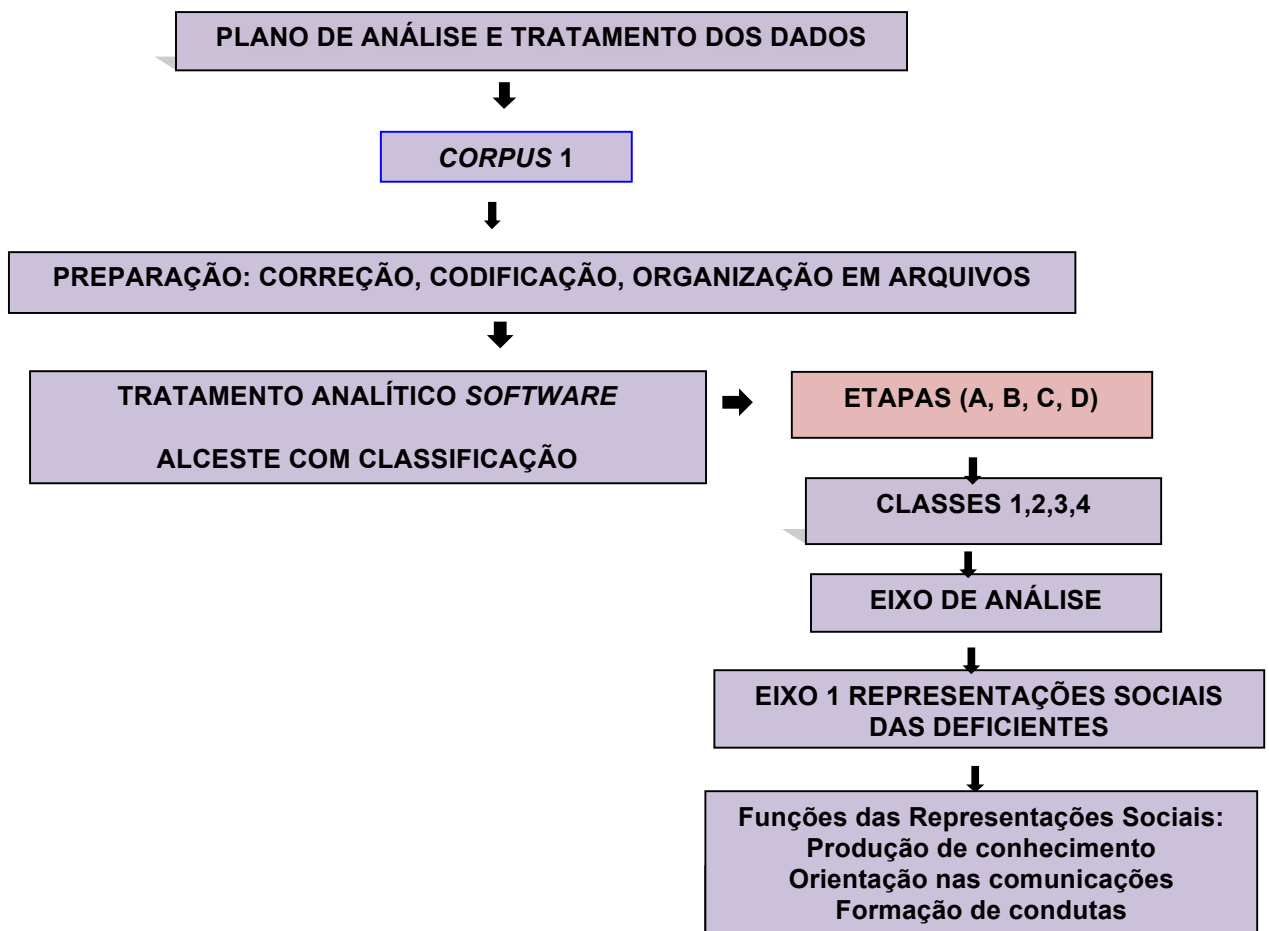 PLANO DE ANÁLISE E TRATAMENTO DOS DADOS
CORPUS 1
PREPARAÇÃO: CORREÇÃO, CODIFICAÇÃO, ORGANIZAÇÃO EM ARQUIVOS
TRATAMENTO ANALÍTICO SOFTWARE
ALCESTE COM CLASSIFICAÇÃO
ETAPAS (A, B, C, D)
CLASSES 1,2,3,4
EIXO DE ANÁLISE
EIXO 1 REPRESENTAÇÕES SOCIAIS
DAS DEFICIENTES
Funções das Representações Sociais:
Produção de conhecimento
Orientação nas comunicações
Formação de condutas